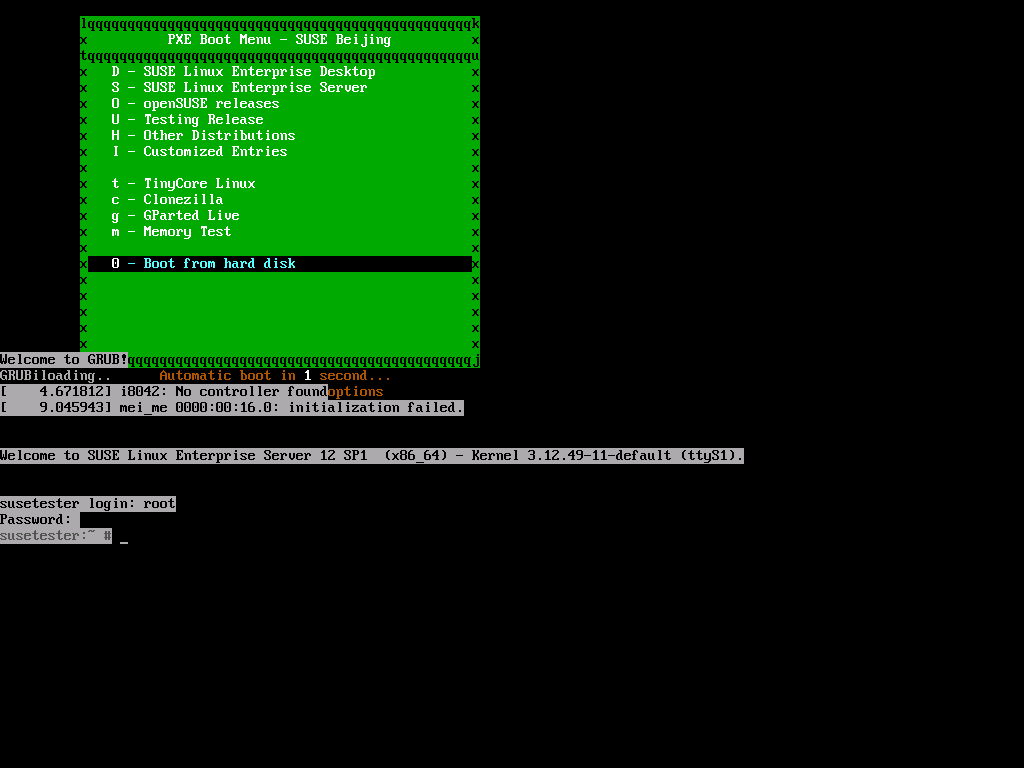 lqqqqqqqqqqqqqqqqqqqqqqqqqqqqqqqqqqqqqqqqqqqqqqqqk
x PXE Boot Menu - SUSE Beijing x
tqqqqqqqqqqqqqqqqqqqqqqqqqqqqqqqqqqqqqqqqqqqqqqqqu
x D - SUSE Linux Enterprise Desktop x
x S - SUSE Linux Enterprise Server x
x O - openSUSE releases x
x U - Testing Release x
x H - Other Distributions x
x I - Customized Entries x
x x
x t - TinyCore Linux x
x c - Clonezilla x
x g - GParted Live x
x m - Memory Test x
x x
x 0 - Boot from hard disk x
x x
x x
x x
x x
x x
Welcome to GRUB!qqqqqqqqqqqqqqqqqqqqqqqqqqqqqqqqqqqqqqqqqqqj
GRUBiloading.. Automatic boot in 1 second...
[    4.671812] i8042: No controller foundoptions
[    9.045943] mei_me 0000:00:16.0: initialization failed.
Welcome to SUSE Linux Enterprise Server 12 SP1  (x86_64) - Kernel 3.12.49-11-default (ttyS1).
susetester login: root
Password:
susetester:~ # _